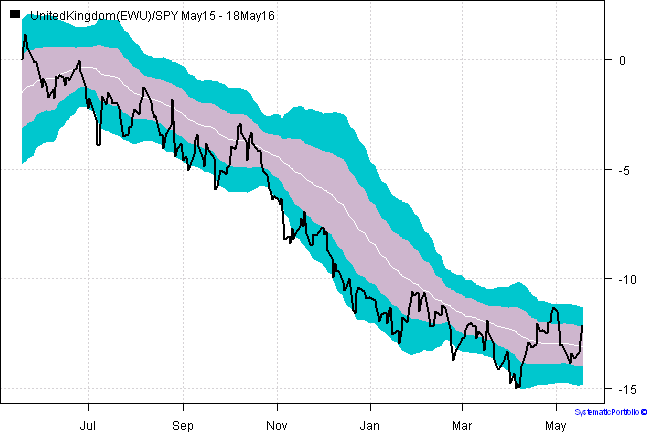 UnitedKingdom(EWU)/SPY May15 - 18May16
0
-5
-10
-15
Jul Sep Nov Jan Mar May
SystematicPortfolio ©